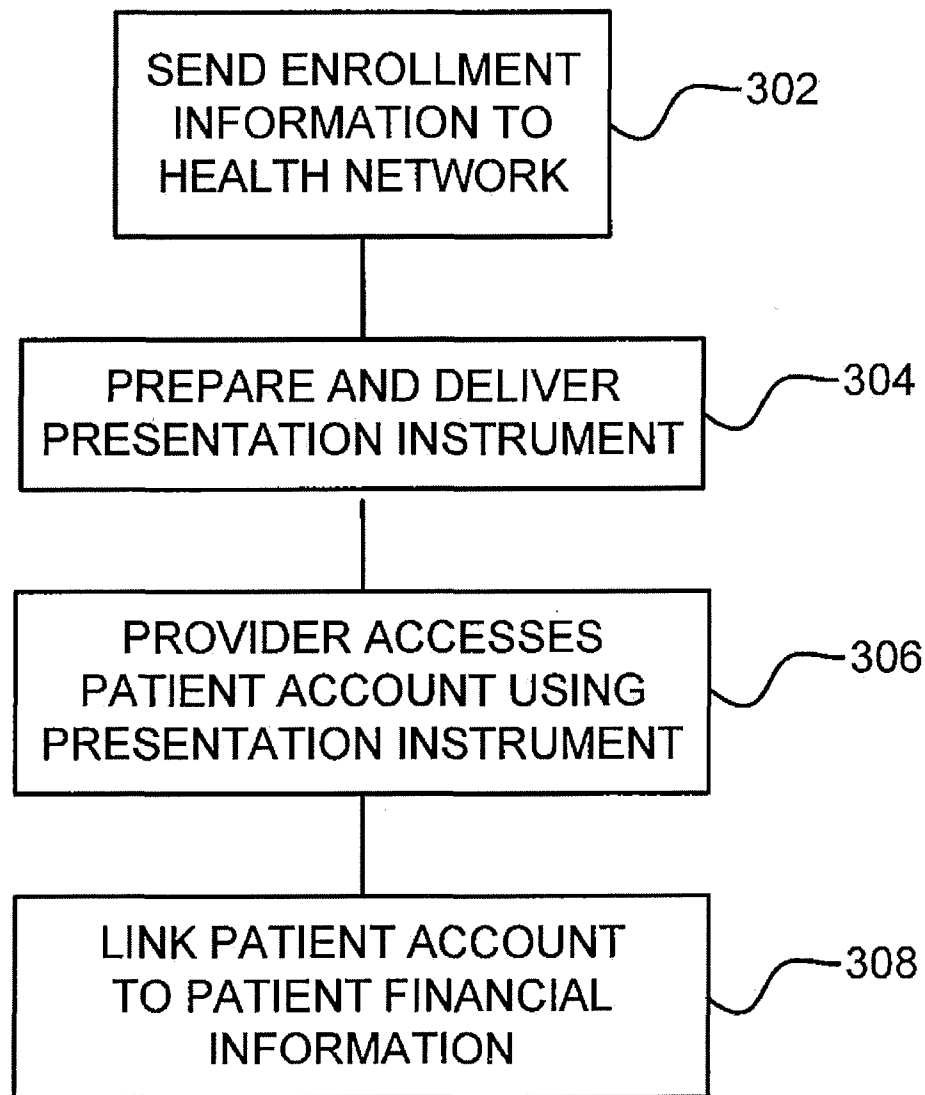 SEND ENROLLMENT
INFORMATION TO
HEALTH NETWORK
302
PREPARE AND DELIVER
PRESENTATION INSTRUMENT
304
PROVIDER ACCESSES
PATIENT ACCOUNT USING
PRESENTATION INSTRUMENT
306
LINK PATIENT ACCOUNT
TO PATIENT FINANCIAL
INFORMATION
308